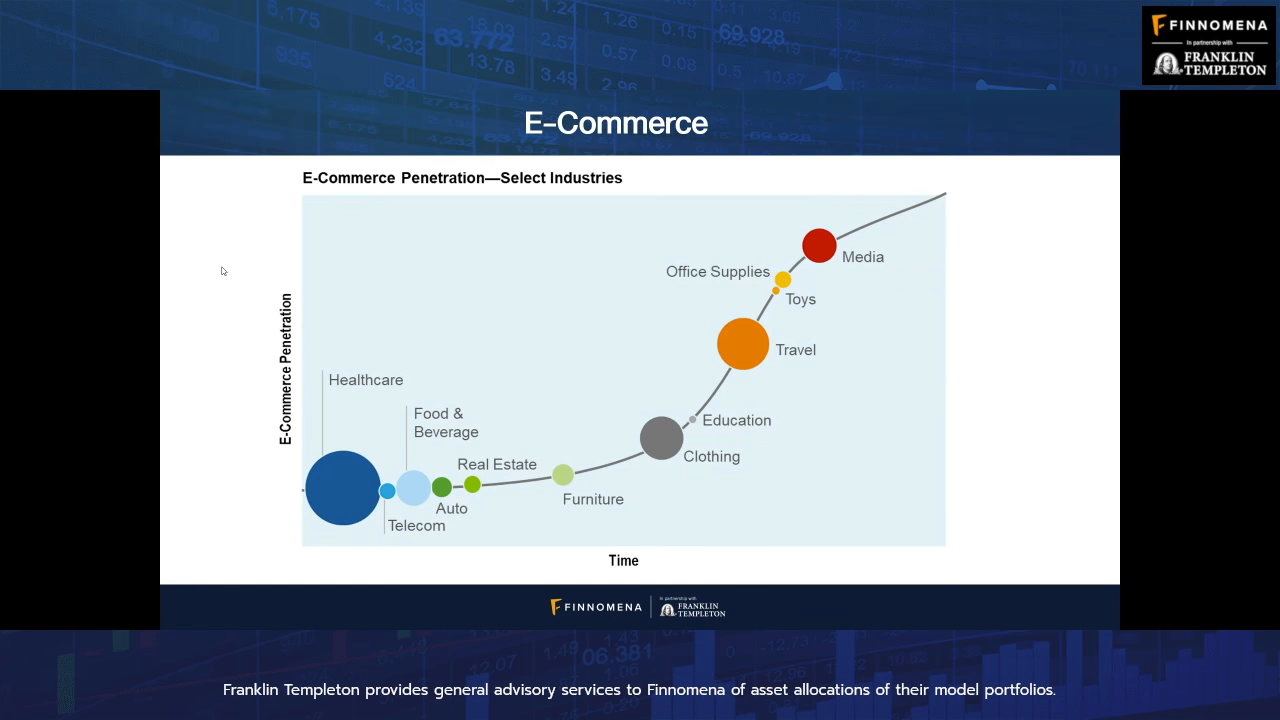 FINNOMENA
In partnership with
FRANKLIN
TEMPLETON
E-Commerce
E-Commerce Penetration—Select Industries
Media
Office Supplies
Toys
Travel
Healthcare
Food &
Beverage
Education
Clothing
Real Estate
Furniture
Auto
Telecom
E-Commerce Penetration
Time
FINNOMENA
In partnership with
FRANKLIN
TEMPLETON
Franklin Templeton provides general advisory services to Finnomena of asset allocations of their model portfolios.